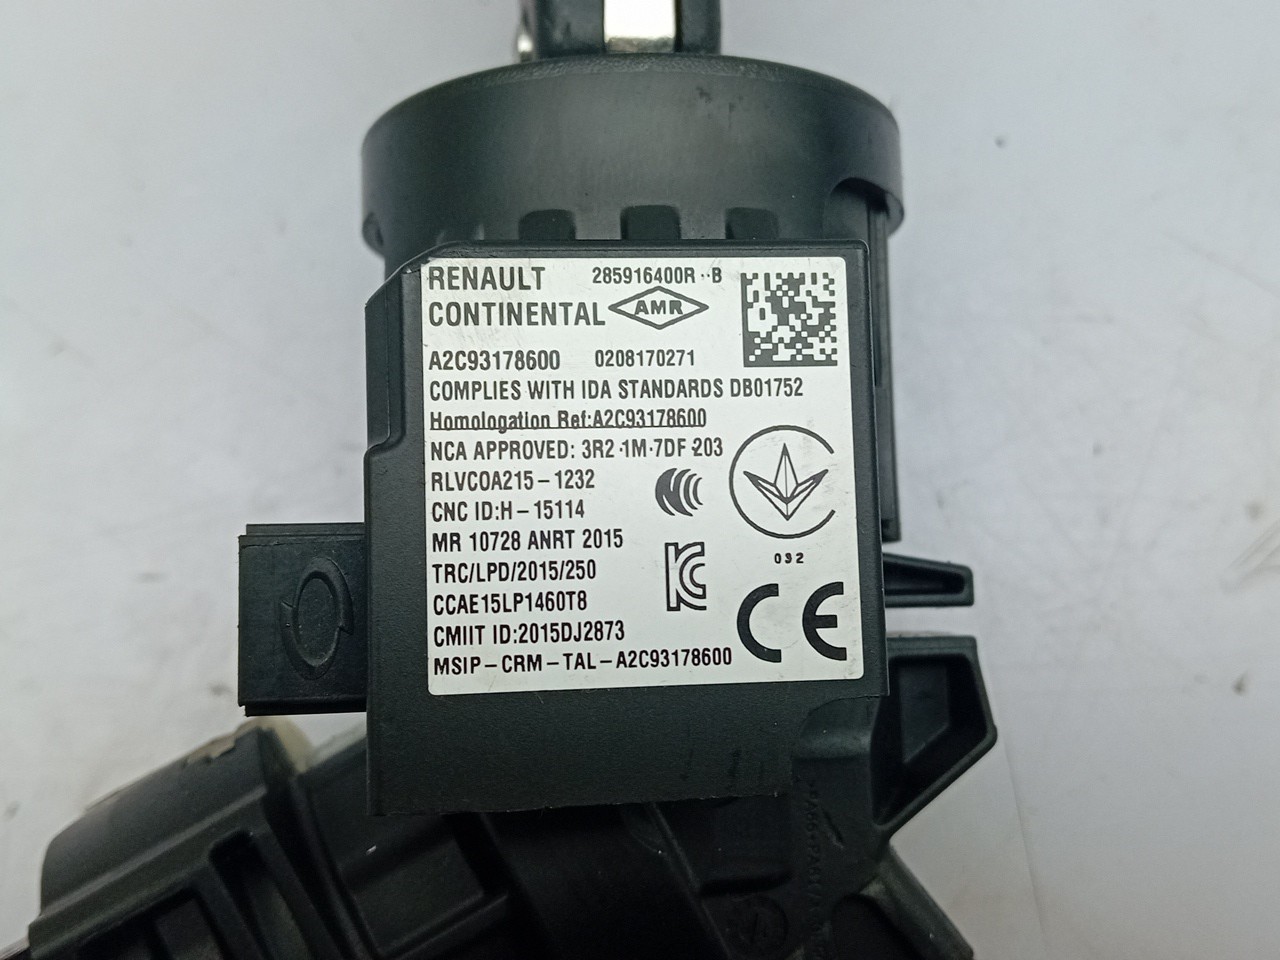 RENAULT 285916400R--B
CONTINENTAL AMR
A2C93178600 0208170271
COMPLIES WITH IDA STANDARDS DB01752
Homologation Ref:A2C93178600
NCA APPROVED: 3R2-1M-7DF-203
RLVC0A215-1232
CNC ID:H-15114
MR 10728 ANRT 2015
032
TRC/LPD/2015/250
CCAE15LP1460T8
CMIIT ID:2015DJ2873
CE
MSIP-CRM-TAL-A2C93178600